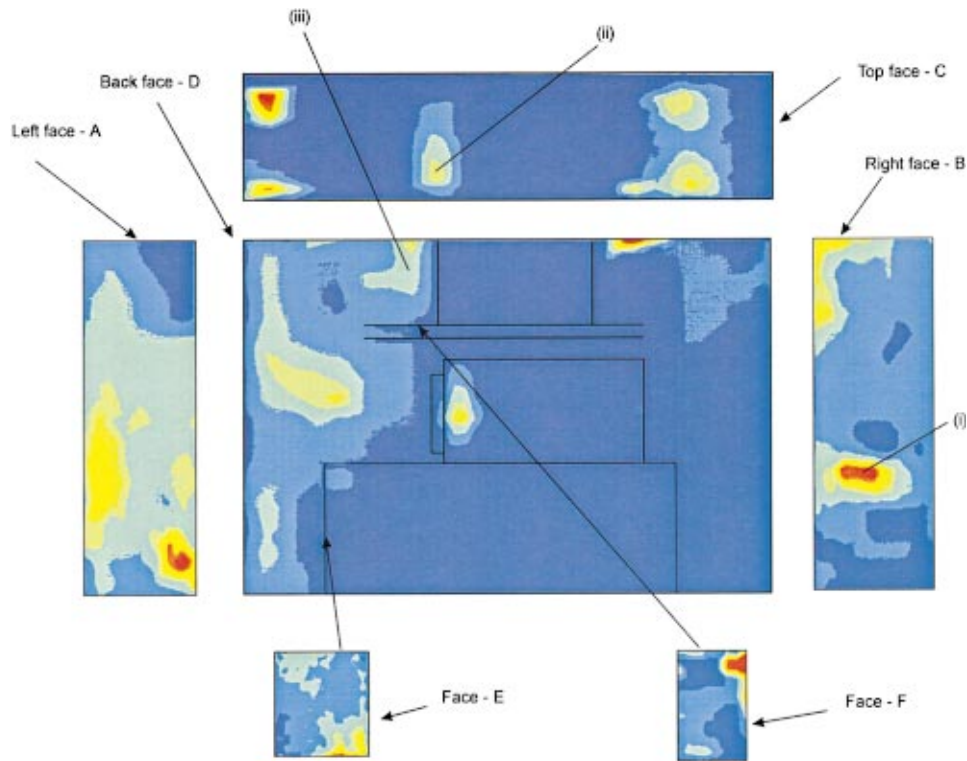 (iii)
(ii)
Back face - D
Top face - C
Left face - A
Right face - B
(i)
Face - E
Face - F